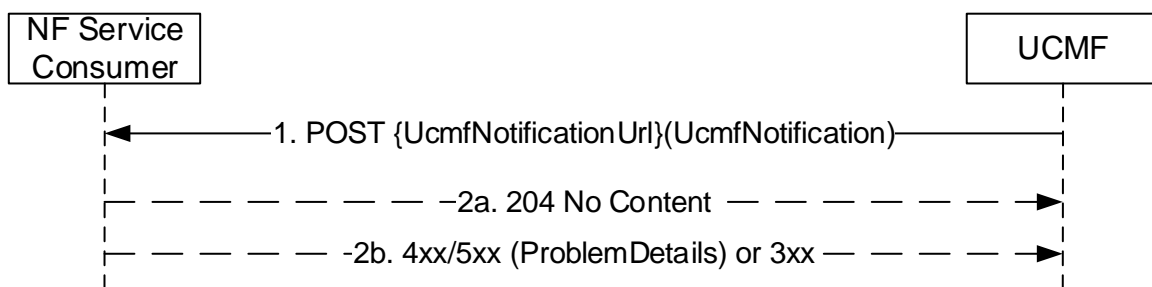 NF Service
Consumer
UCMF
1. POST {UcmfNotificationUrl}(UcmfNotification)
2a. 204 No Content
2b. 4xx/5xx (ProblemDetails) or 3xx